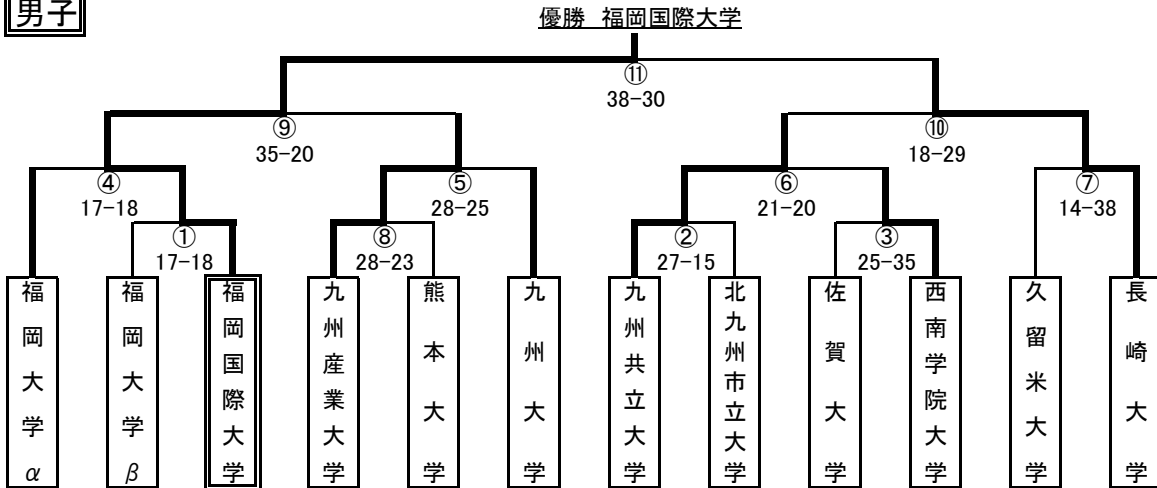 男子
優勝 福岡国際大学
⑪
38-30
⑨
35-20
⑩
18-29
④
17-18
⑤
28-25
⑥
21-20
⑦
14-38
①
17-18
⑧
28-23
②
27-15
③
25-35
福岡大学α
福岡大学β
福岡国際大学
九州産業大学
熊本大学
九州大学
九州共立大学
北九州市立大学
佐賀大学
西南学院大学
久留米大学
長崎大学